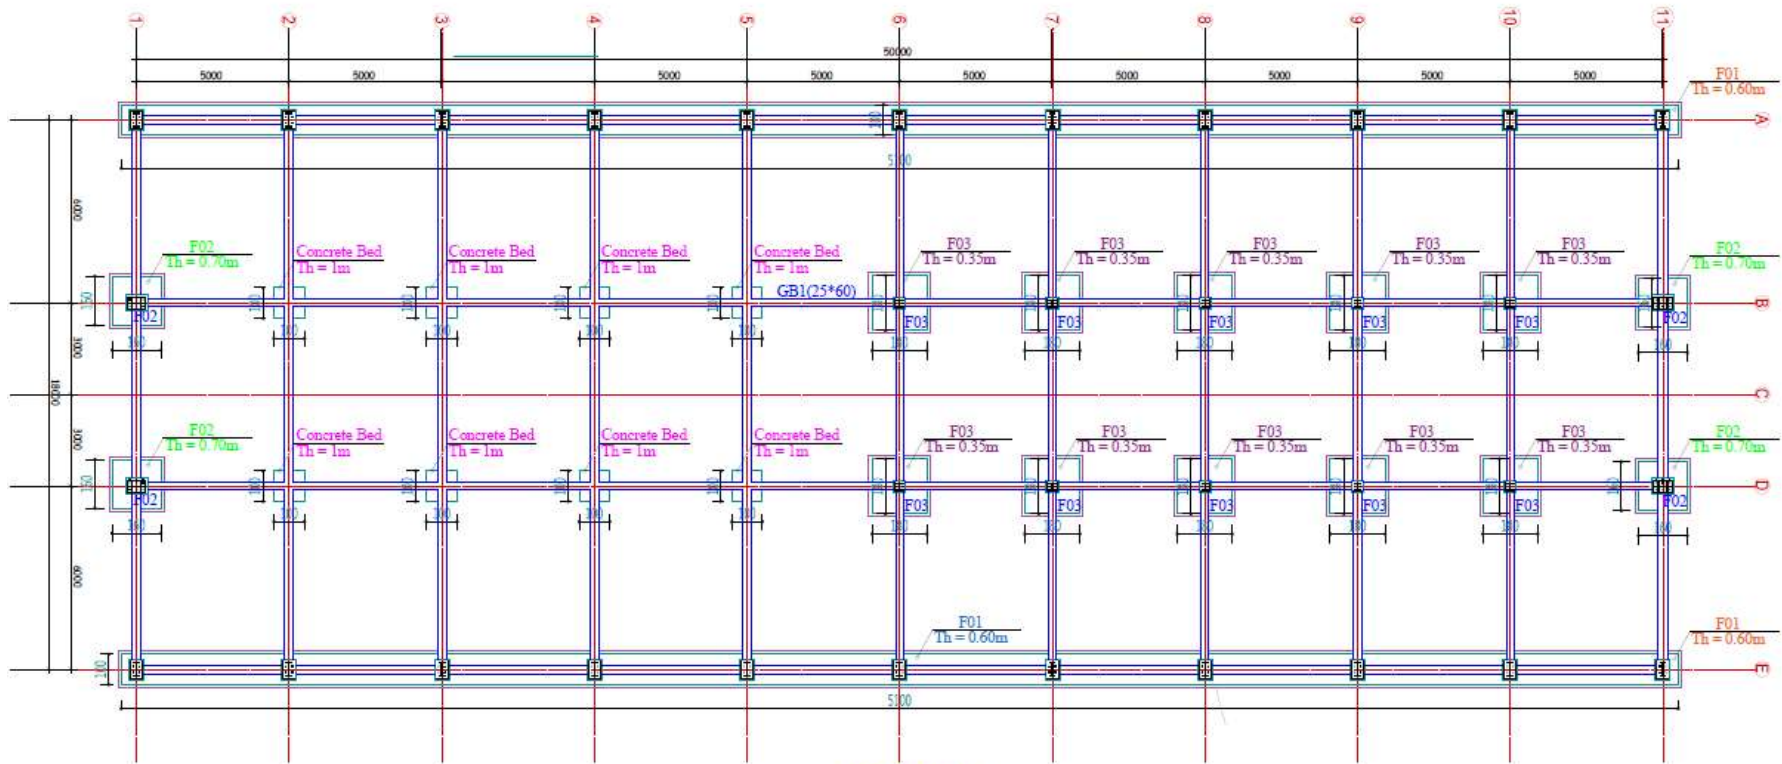 1 2 3 4 5 6 7 8 9 10 11
50000
5000 5000 5000 5000 5000 5000 5000 5000 5000
F01
Th = 0.60m
A
100
5100
6000
F02
Th = 0.70m
Concrete Bed
Th = 1m
Concrete Bed
Th = 1m
Concrete Bed
Th = 1m
Concrete Bed
Th = 1m
F03
Th = 0.35m
F03
Th = 0.35m
F03
Th = 0.35m
F03
Th = 0.35m
F03
Th = 0.35m
F02
Th = 0.70m
GB1(25*60)
B
F02 F03 F03 F03 F03 F03 F02
160
3000
18000
C
3000
F02
Th = 0.70m
Concrete Bed
Th = 1m
Concrete Bed
Th = 1m
Concrete Bed
Th = 1m
Concrete Bed
Th = 1m
F03
Th = 0.35m
F03
Th = 0.35m
F03
Th = 0.35m
F03
Th = 0.35m
F03
Th = 0.35m
F02
Th = 0.70m
D
F02 F03 F03 F03 F03 F03 F02
160
6000
F01
Th = 0.60m
F01
Th = 0.60m
100
E
5100